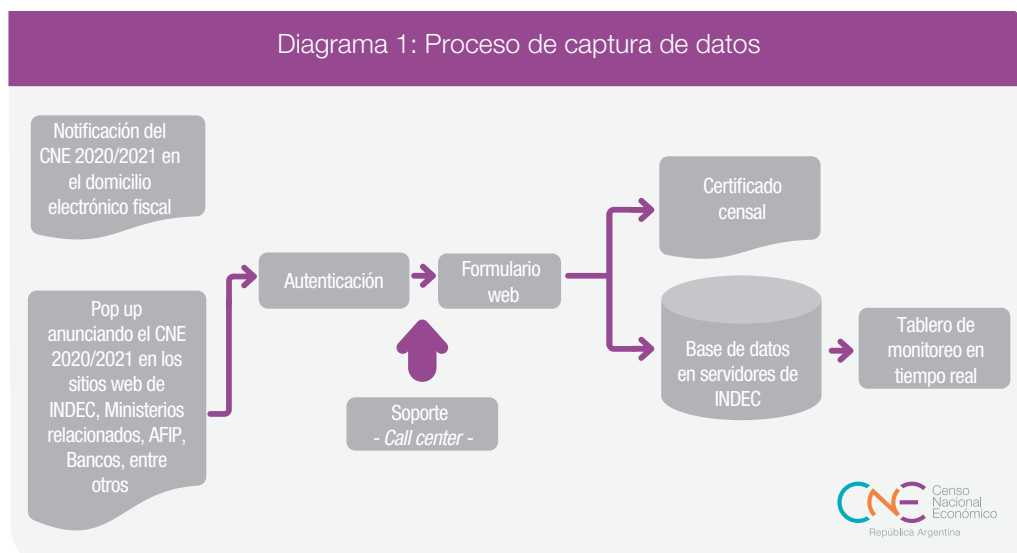 Diagrama 1: Proceso de captura de datos
Notificación del
CNE 2020/2021 en
el domicilio
electrónico fiscal
Pop up
anunciando el CNE
2020/2021 en los
sitios web de
INDEC, Ministerios
relacionados, AFIP,
Bancos, entre
otros
Autenticación
Formulario
web
Soporte
- Call center -
Certificado
censal
Base de datos
en servidores de
INDEC
Tablero de
monitoreo en
tiempo real
CNE
Censo
Nacional
Económico
República Argentina